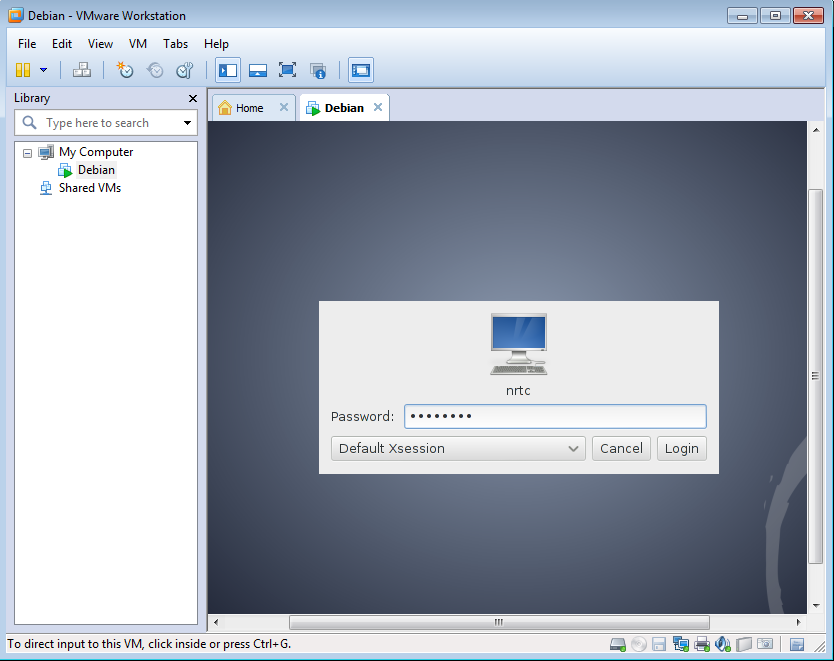 Debian - VMware Workstation
File Edit View VM Tabs Help
Library
Type here to search
My Computer
Debian
Shared VMs
Home
Debian
nrtc
Password: ••••••••
Default Xsession
Cancel
Login
To direct input to this VM, click inside or press Ctrl+G.